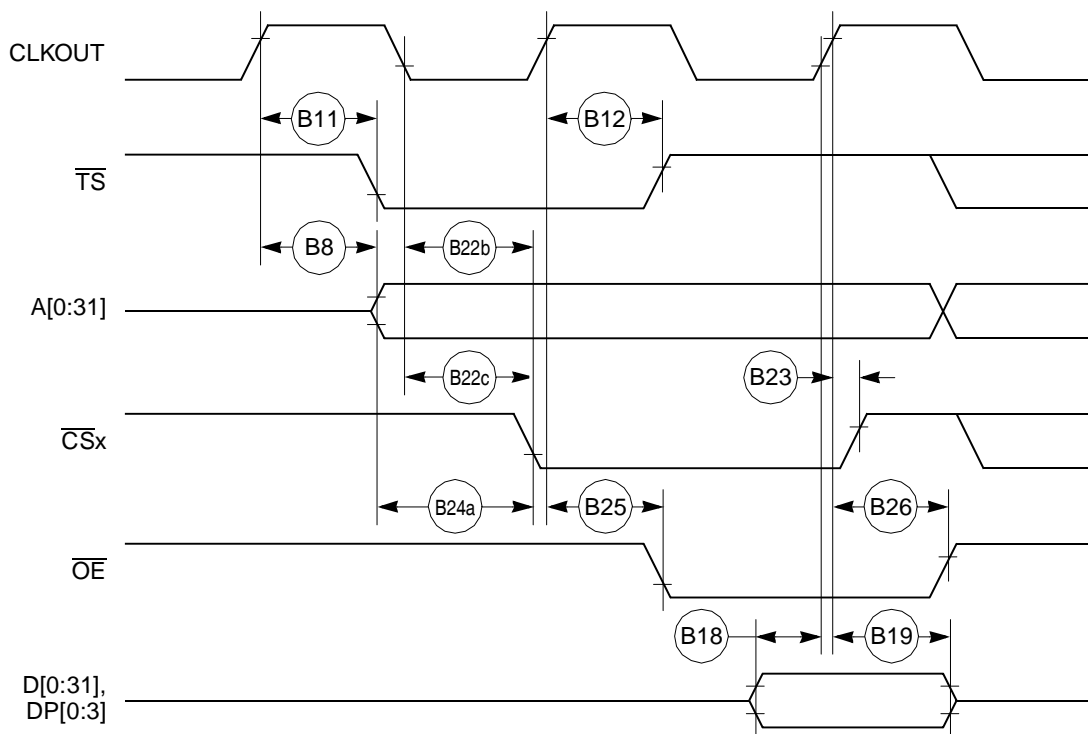 CLKOUT
B11
B12
TS
B8
B22b
A[0:31]
B22c
B23
CSx
B24a
B25
B26
OE
B18
B19
D[0:31],
DP[0:3]